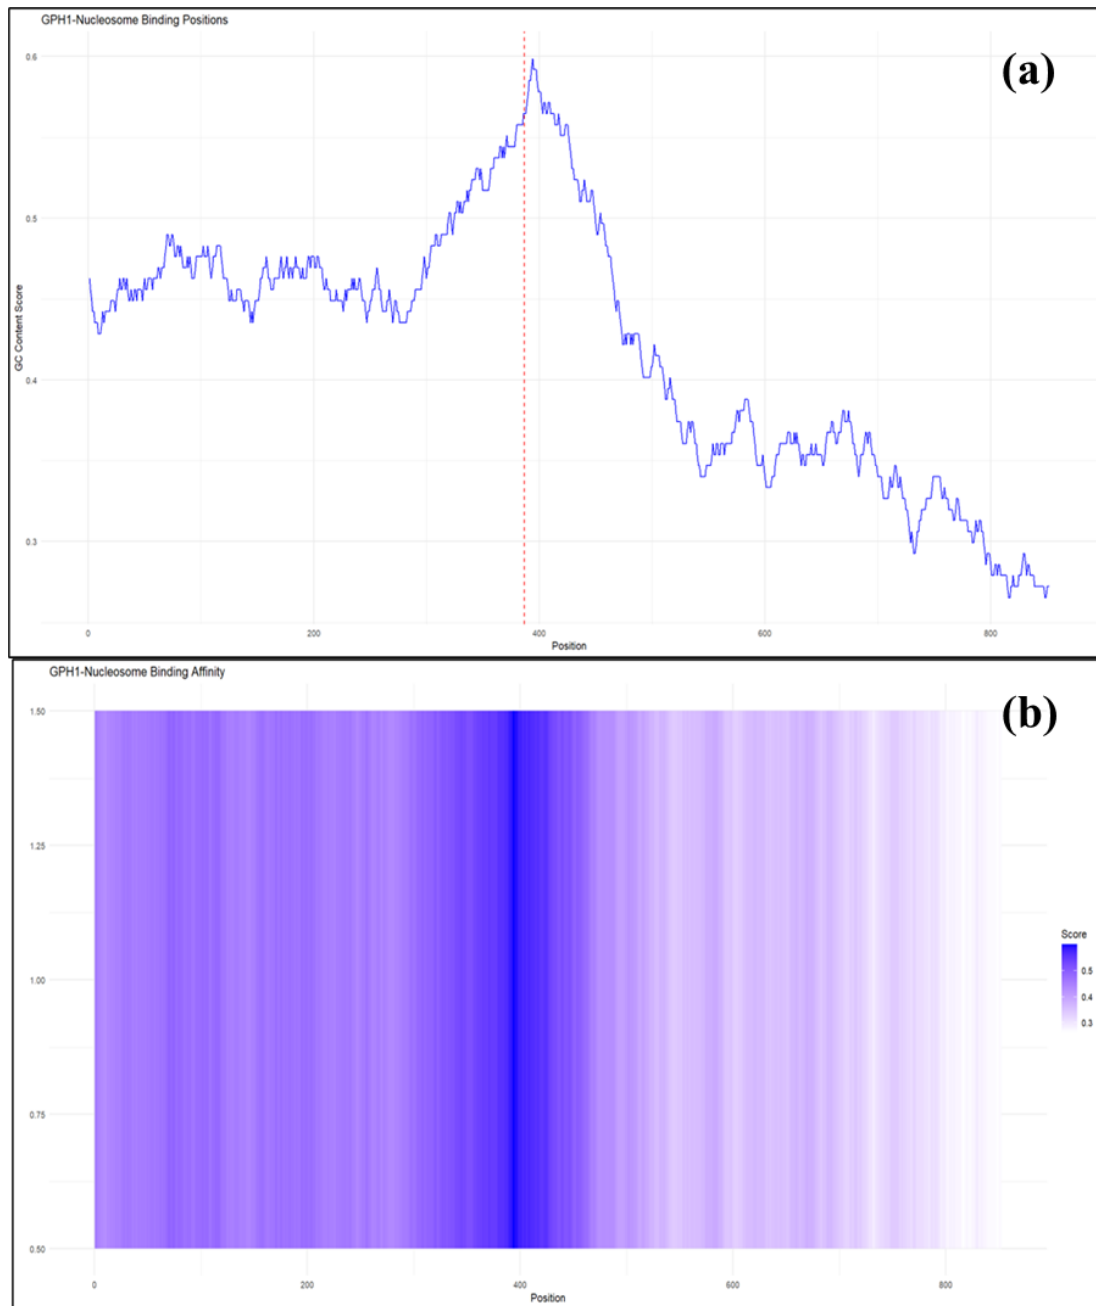 GPH1-Nucleosome Binding Positions
(a)
0.6
0.5
0.4
0.3
GC Content Score
0 200 400 600 800
Position
GPH1-Nucleosome Binding Affinity
(b)
1.50
1.25
1.00
0.75
0.50
Score
0.5
0.4
0.3
0 200 400 600 800
Position